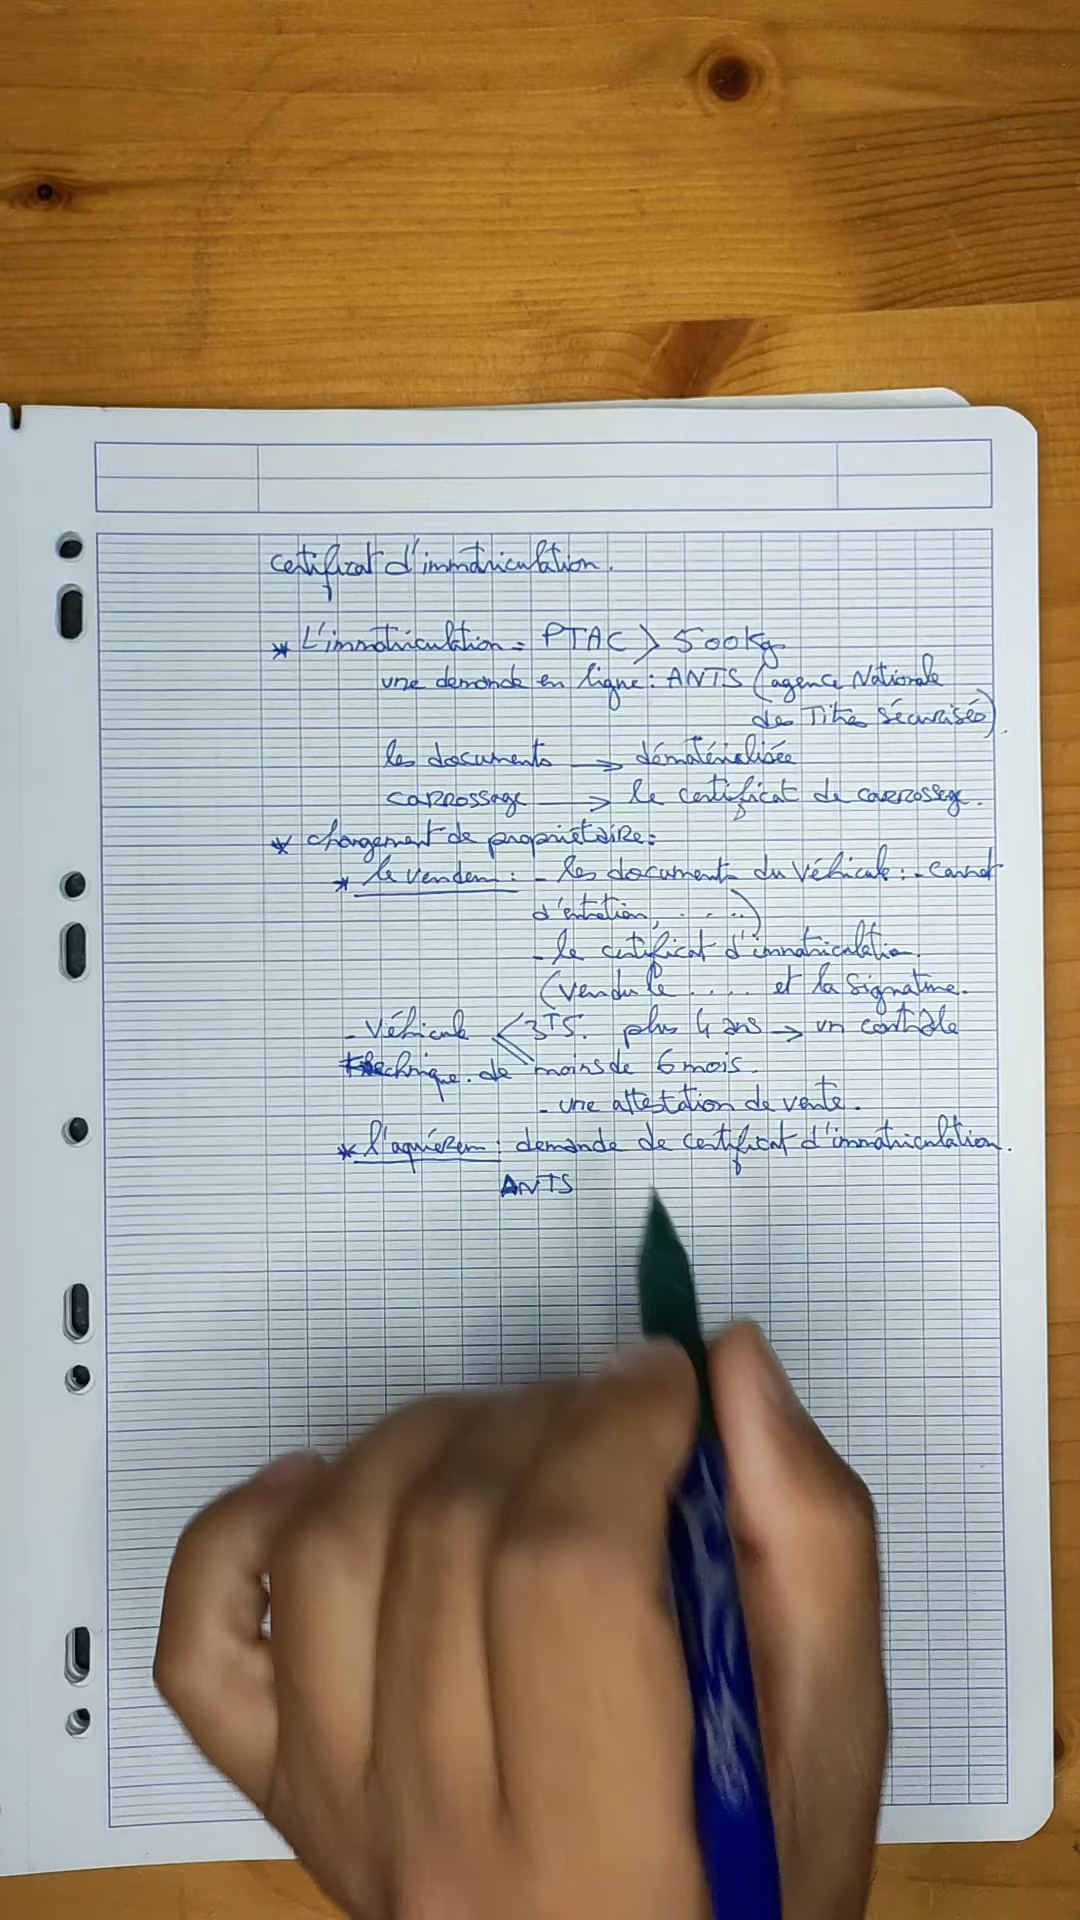 certificat d'immatriculation.
* L'immatriculation = PTAC > 500Kg
une demande en ligne : ANTS (agence Nationale
des Titres Sécurisés).
les documents → dématérialisée
carrossage → le certificat de carrossage.
* changement de propriétaire :
* le vendeur : - les documents du véhicule : - carnet
d'entretien, .....)
- le certificat d'immatriculation.
(vendu le ..... et la signature.
- véhicule ⩽ 3T5. plus 4 ans → un contrôle
technique. de moins de 6 mois.
- une attestation de vente.
* l'aquéreur : demande de certificat d'immatriculation.
ANTS